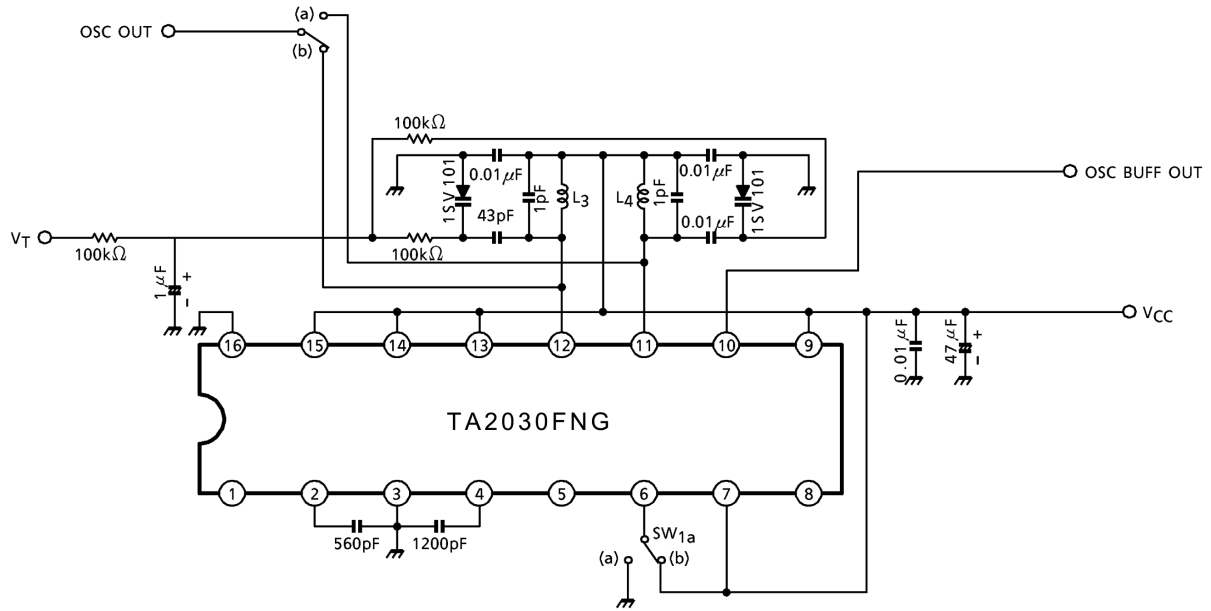 (a)
OSC OUT
(b)
100kΩ
0.01μF
0.01μF
1SV101
1pF
L3
L4
1pF
1SV101
OSC BUFF OUT
43pF
0.01μF
VT
100kΩ
100kΩ
1μF
+
-
VCC
0.01μF
47μF
+
-
16
15
14
13
12
11
10
9
TA2030FNG
1
2
3
4
5
6
7
8
560pF
1200pF
SW1a
(a)
(b)